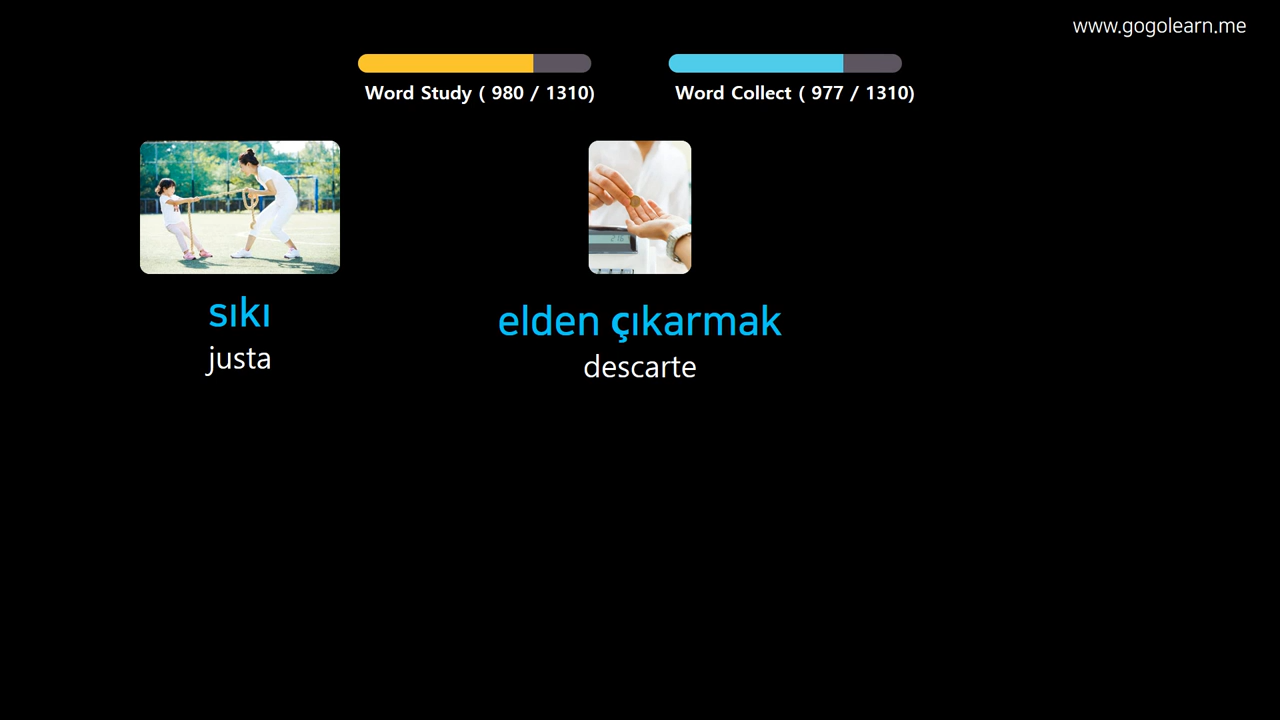 www.gogolearn.me
Word Study ( 980 / 1310)
Word Collect ( 977 / 1310)
sıkı
justa
elden çıkarmak
descarte